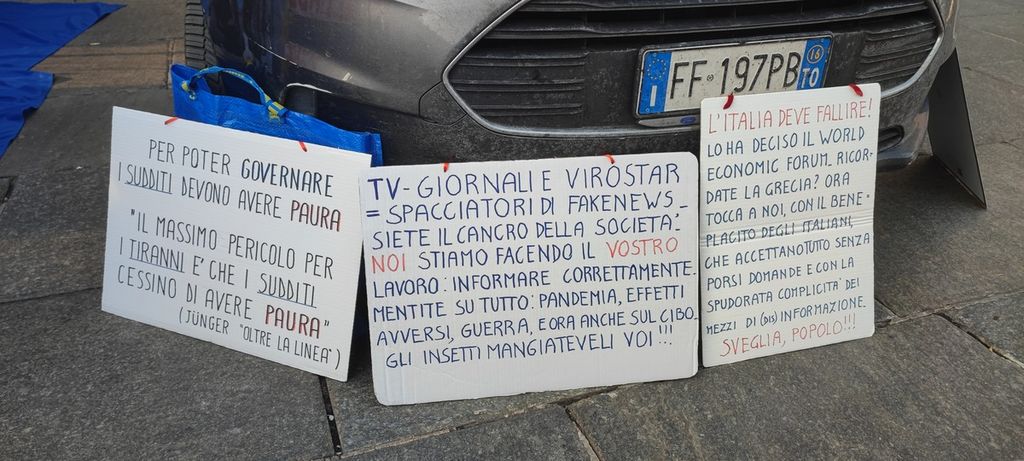 PER POTER GOVERNARE
I SUDDITI DEVONO AVERE PAURA
"IL MASSIMO PERICOLO PER
I TIRANNI E' CHE I SUDDITI
CESSINO DI AVERE PAURA"
(JÜNGER "OLTRE LA LINEA")
TV - GIORNALI E VIROSTAR
= SPACCIATORI DI FAKENEWS_
SIETE IL CANCRO DELLA SOCIETA'_
NOI STIAMO FACENDO IL VOSTRO
LAVORO: INFORMARE CORRETTAMENTE.
MENTITE SU TUTTO: PANDEMIA, EFFETTI
AVVERSI, GUERRA, E ORA ANCHE SUL CIBO.
GLI INSETTI MANGIATEVELI VOI !!!
L'ITALIA DEVE FALLIRE!
LO HA DECISO IL WORLD
ECONOMIC FORUM. RICOR-
DATE LA GRECIA? ORA
TOCCA A NOI, CON IL BENE-
PLACITO DEGLI ITALIANI,
CHE ACCETTANO TUTTO SENZA
PORSI DOMANDE E CON LA
SPUDORATA COMPLICITA' DEI
MEZZI DI (DIS) INFORMAZIONE.
SVEGLIA, POPOLO!!!
I FF 197PB 16 TO